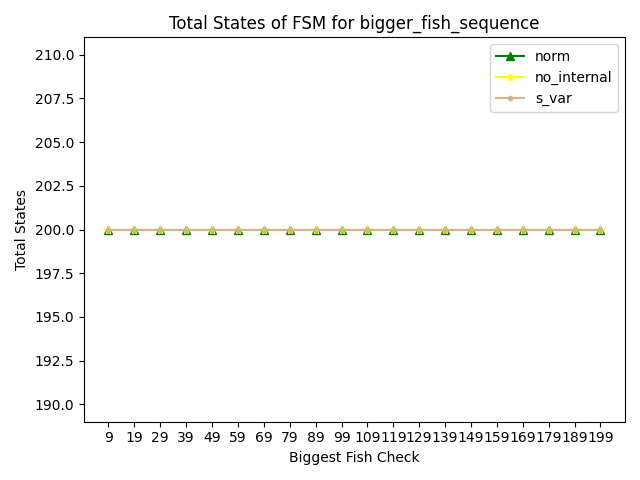 Total States of FSM for bigger_fish_sequence
norm
no_internal
s_var
Total States
210.0
207.5
205.0
202.5
200.0
197.5
195.0
192.5
190.0
9 19 29 39 49 59 69 79 89 99 109 119 129 139 149 159 169 179 189 199
Biggest Fish Check